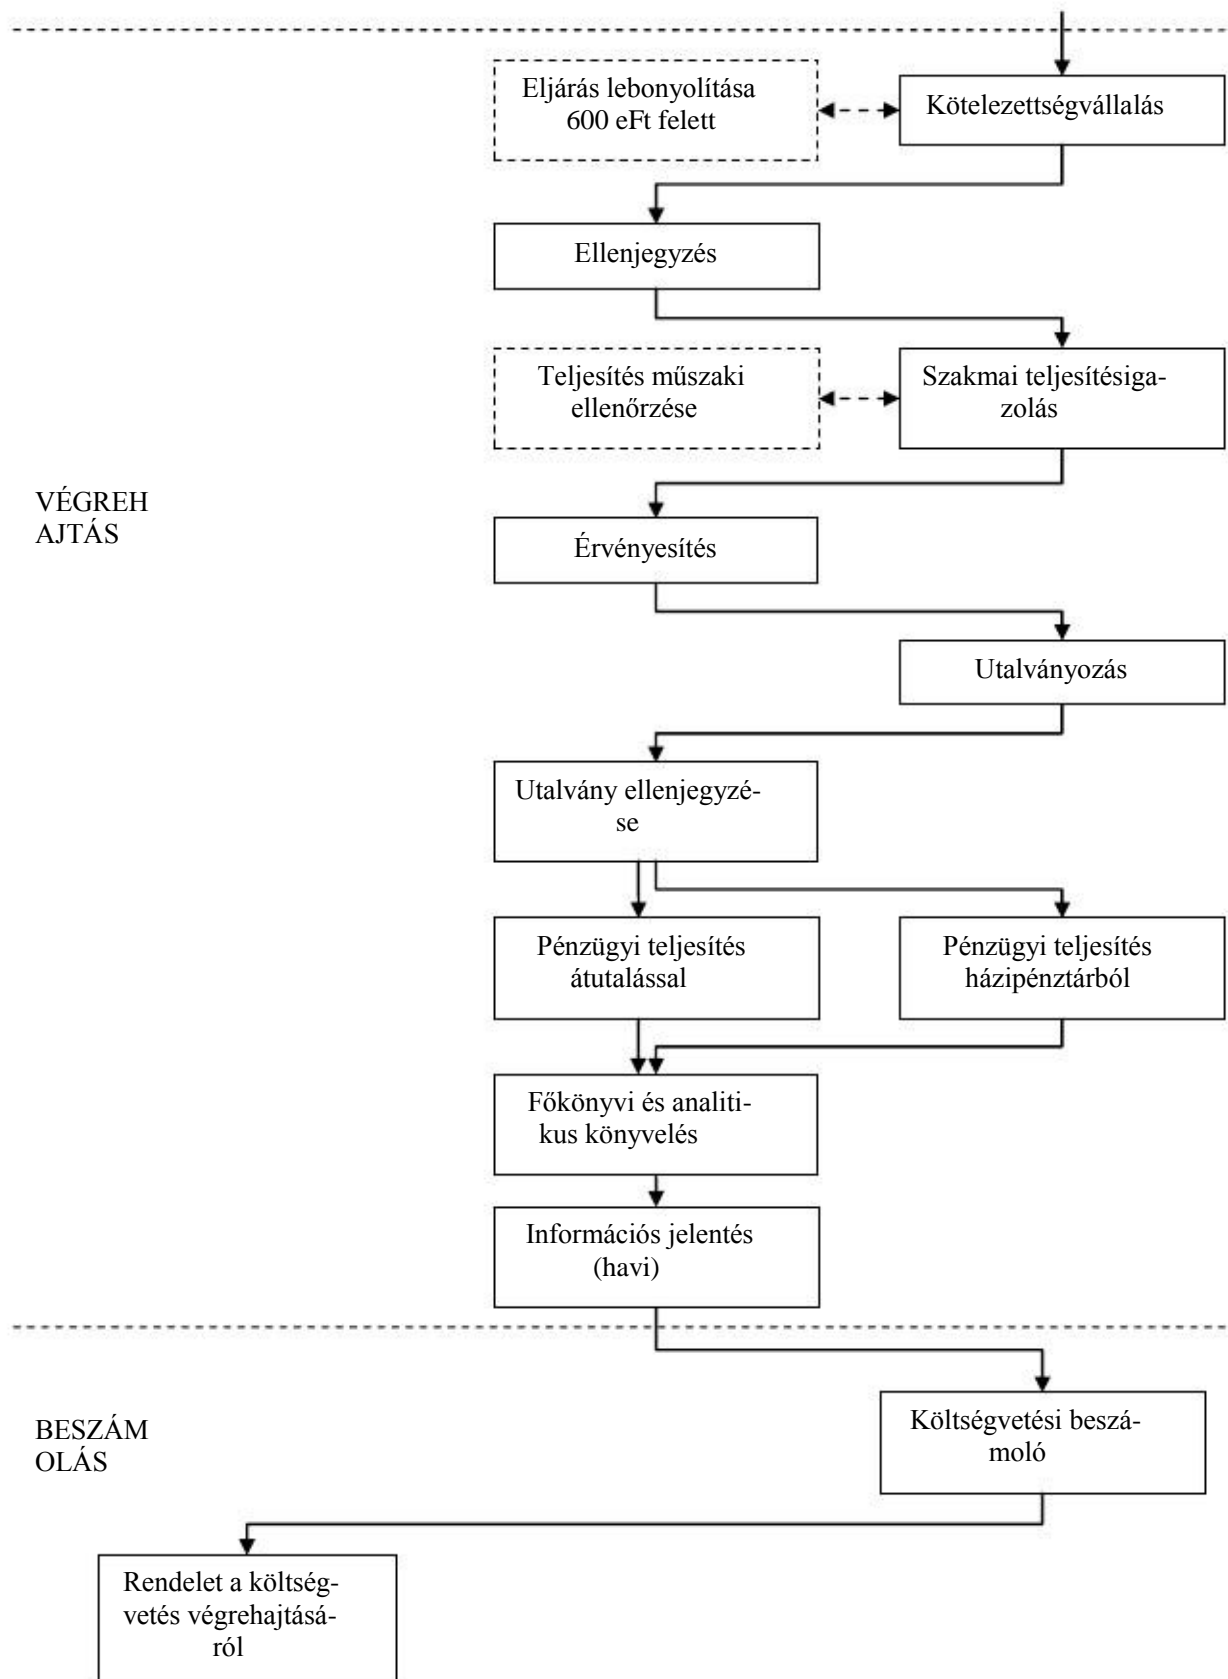 Eljárás lebonyolítása
600 eFt felett
Kötelezettségvállalás
Ellenjegyzés
Teljesítés műszaki
ellenőrzése
Szakmai teljesítésiga-
zolás
VÉGREH
AJTÁS
Érvényesítés
Utalványozás
Utalvány ellenjegyzé-
se
Pénzügyi teljesítés
átutalással
Pénzügyi teljesítés
házipénztárból
Főkönyvi és analiti-
kus könyvelés
Információs jelentés
(havi)
BESZÁM
OLÁS
Költségvetési beszá-
moló
Rendelet a költség-
vetés végrehajtásá-
ról